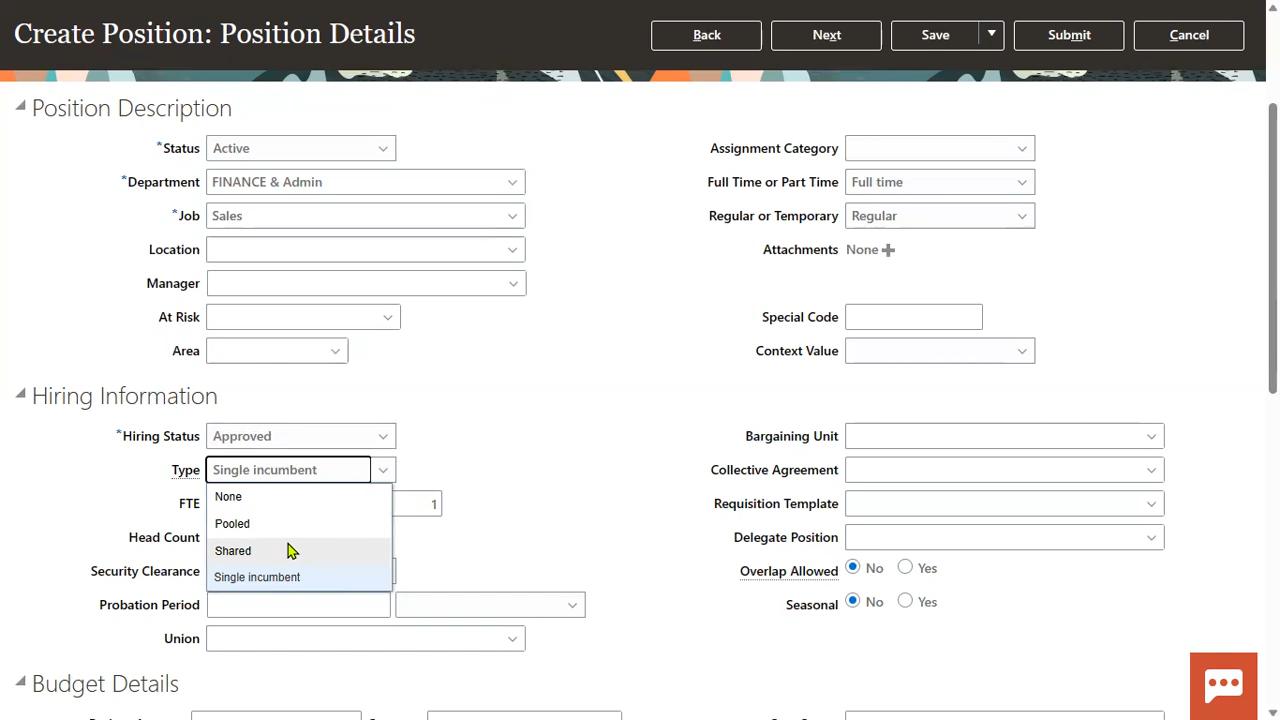 Create Position: Position Details
Back
Next
Save
Submit
Cancel
Position Description
*Status Active
*Department FINANCE & Admin
*Job Sales
Location
Manager
At Risk
Area
Assignment Category
Full Time or Part Time Full time
Regular or Temporary Regular
Attachments None
Special Code
Context Value
Hiring Information
*Hiring Status Approved
Type Single incumbent
None
Pooled
Shared
Single incumbent
FTE 1
Head Count
Security Clearance
Probation Period
Union
Bargaining Unit
Collective Agreement
Requisition Template
Delegate Position
Overlap Allowed No Yes
Seasonal No Yes
Budget Details